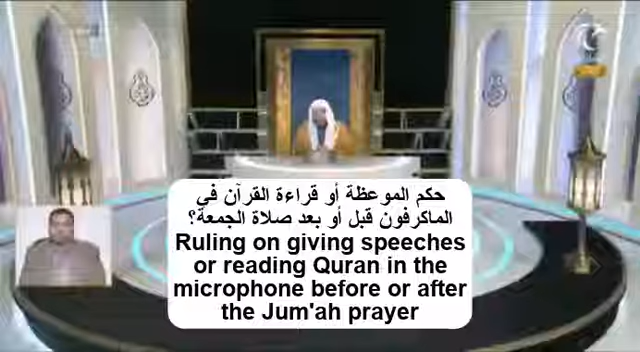 حكم الموعظة أو قراءة القرآن في
الماكرفون قبل أو بعد صلاة الجمعة؟
Ruling on giving speeches
or reading Quran in the
microphone before or after
the Jum'ah prayer